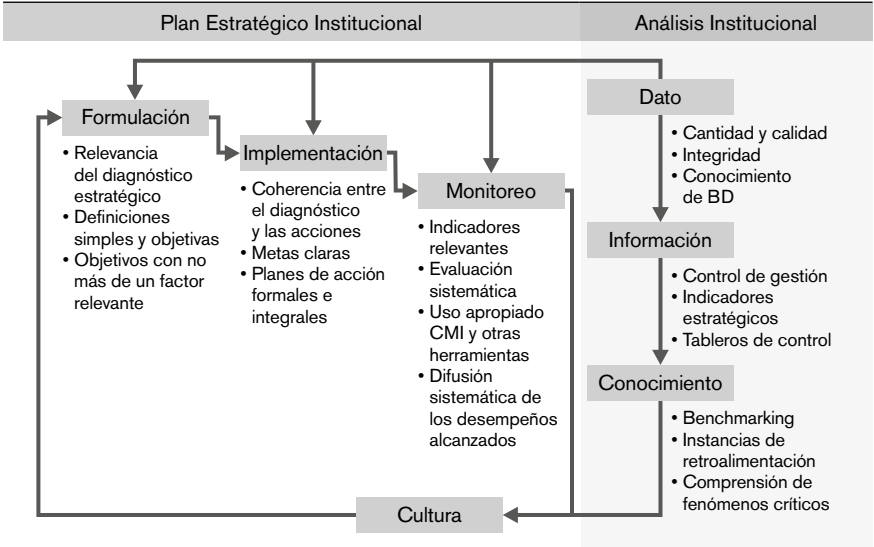 Plan Estratégico Institucional
Análisis Institucional
Formulación
• Relevancia
del diagnóstico
estratégico
• Definiciones
simples y objetivas
• Objetivos con no
más de un factor
relevante
Implementación
• Coherencia entre
el diagnóstico
y las acciones
• Metas claras
• Planes de acción
formales e
integrales
Monitoreo
• Indicadores
relevantes
• Evaluación
sistemática
• Uso apropiado
CMI y otras
herramientas
• Difusión
sistemática de
los desempeños
alcanzados
Dato
• Cantidad y calidad
• Integridad
• Conocimiento
de BD
Información
• Control de gestión
• Indicadores
estratégicos
• Tableros de control
Conocimiento
• Benchmarking
• Instancias de
retroalimentación
• Comprensión de
fenómenos críticos
Cultura